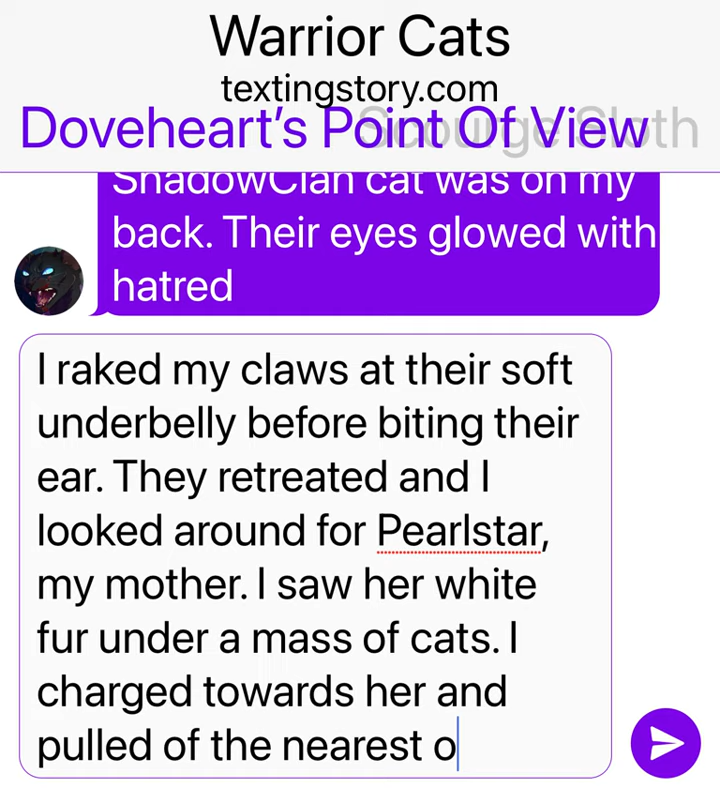 Warrior Cats
textingstory.com
Doveheart's Point Of View
Scourge Sloth
ShadowClan cat was on my
back. Their eyes glowed with
hatred
I raked my claws at their soft
underbelly before biting their
ear. They retreated and I
looked around for Pearlstar,
my mother. I saw her white
fur under a mass of cats. I
charged towards her and
pulled of the nearest o